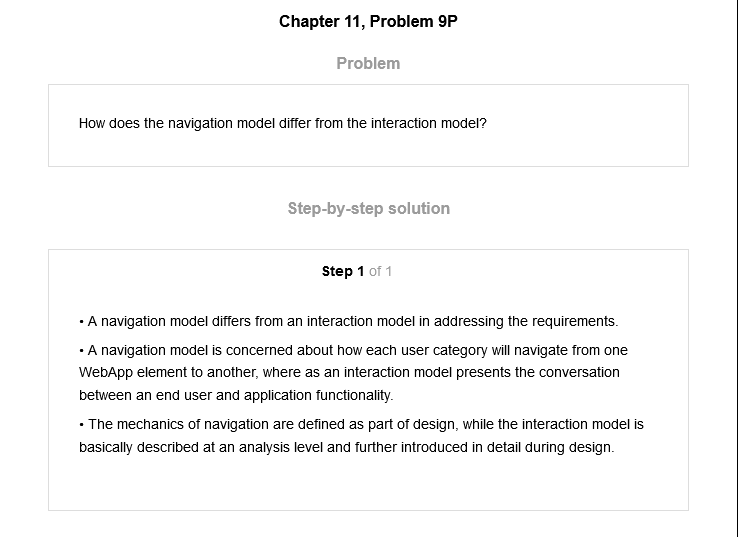 Chapter 11, Problem 9P
Problem
How does the navigation model differ from the interaction model?
Step-by-step solution
Step 1 of 1
• A navigation model differs from an interaction model in addressing the requirements.
• A navigation model is concerned about how each user category will navigate from one
WebApp element to another, where as an interaction model presents the conversation
between an end user and application functionality.
• The mechanics of navigation are defined as part of design, while the interaction model is
basically described at an analysis level and further introduced in detail during design.